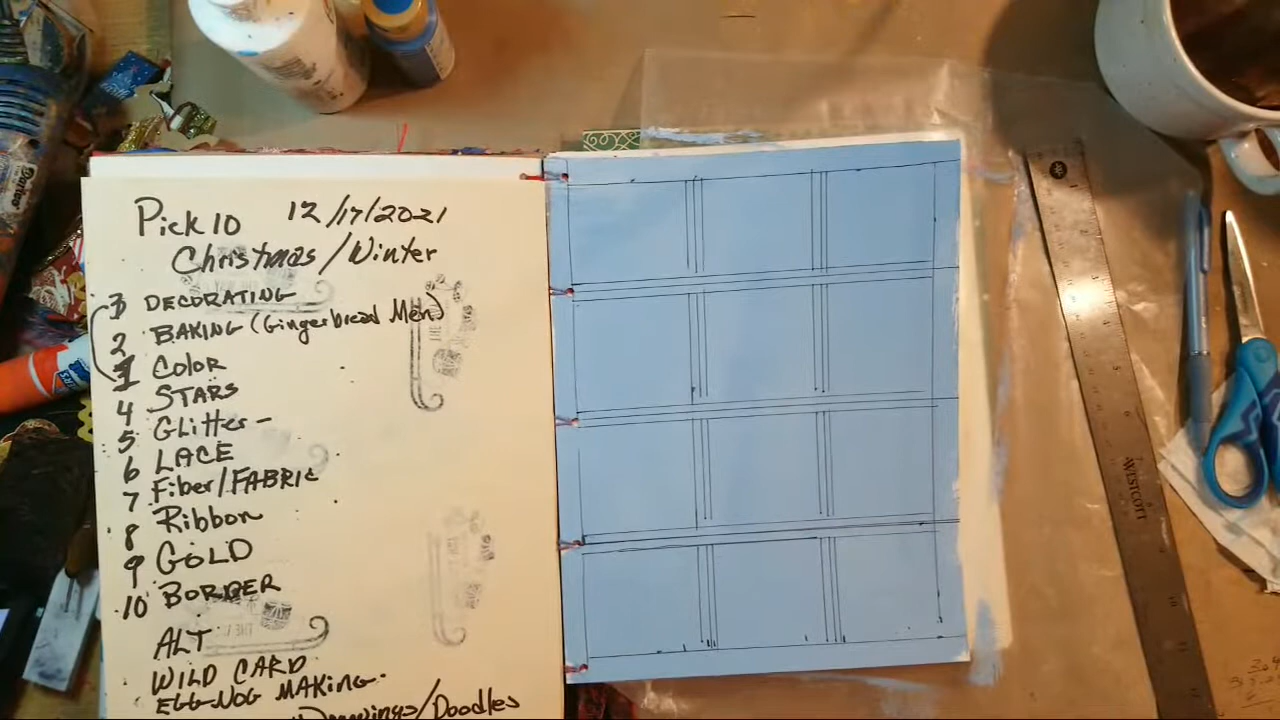 Pick 10 12/17/2021
Christmas/Winter
3 DECORATING
2 BAKING (Gingerbread Men)
1 Color
4 STARS
5 Glitter -
6 LACE
7 Fiber/FABRIC
8 Ribbon
9 GOLD
10 BORDER
ALT
WILD CARD
EGG-NOG MAKING.
Drawings/Doodles
WESTCOTT